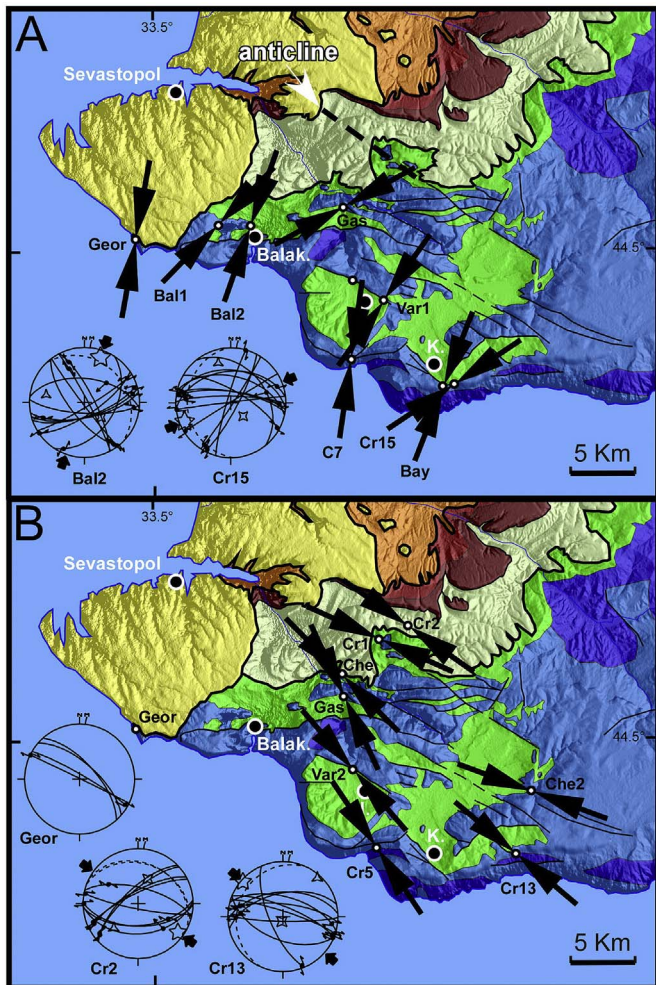 A
33.5°
anticline
Sevastopol
Gas
Geor
Balak.
44.5°
Bal1
Bal2
Var1
K.
Bal2
Cr15
C7
Cr15
Bay
5 Km
B
33.5°
Sevastopol
Cr2
Cr1
Che
Gas
Geor
Balak.
44.5°
Var2
Che2
Geor
K.
Cr5
Cr13
Cr2
Cr13
5 Km